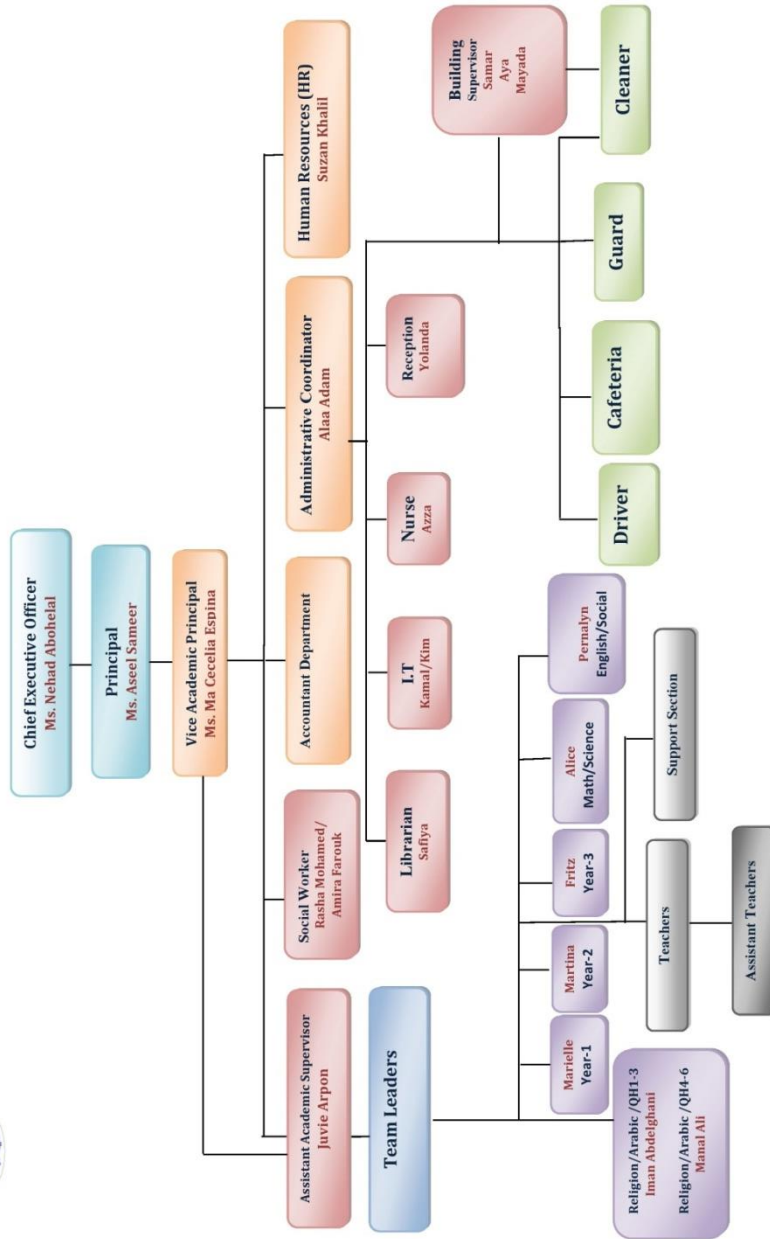 Chief Executive Officer
Ms. Nehad Abohelal
Principal
Ms. Aseel Sameer
Vice Academic Principal
Ms. Ma Cecelia Espina
Assistant Academic Supervisor
Juvie Arpon
Social Worker
Rasha Mohamed/
Amira Farouk
Accountant Department
Administrative Coordinator
Alaa Adam
Human Resources (HR)
Suzan Khalil
Team Leaders
Librarian
Safiya
I.T
Kamal/Kim
Nurse
Azza
Reception
Yolanda
Building
Supervisor
Samar
Aya
Mayada
Religion/Arabic /QH1-3
Iman Abdelghani
Religion/Arabic /QH4-6
Manal Ali
Marielle
Year-1
Martina
Year-2
Fritz
Year-3
Alice
Math/Science
Pernalyn
English/Social
Driver
Cafeteria
Guard
Cleaner
Teachers
Support Section
Assistant Teachers